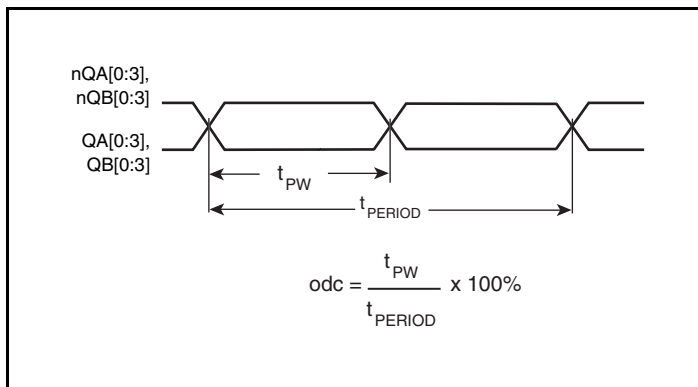 nQA[0:3],
nQB[0:3]
QA[0:3],
QB[0:3]
tPW
tPERIOD
odc = tPW / tPERIOD x 100%